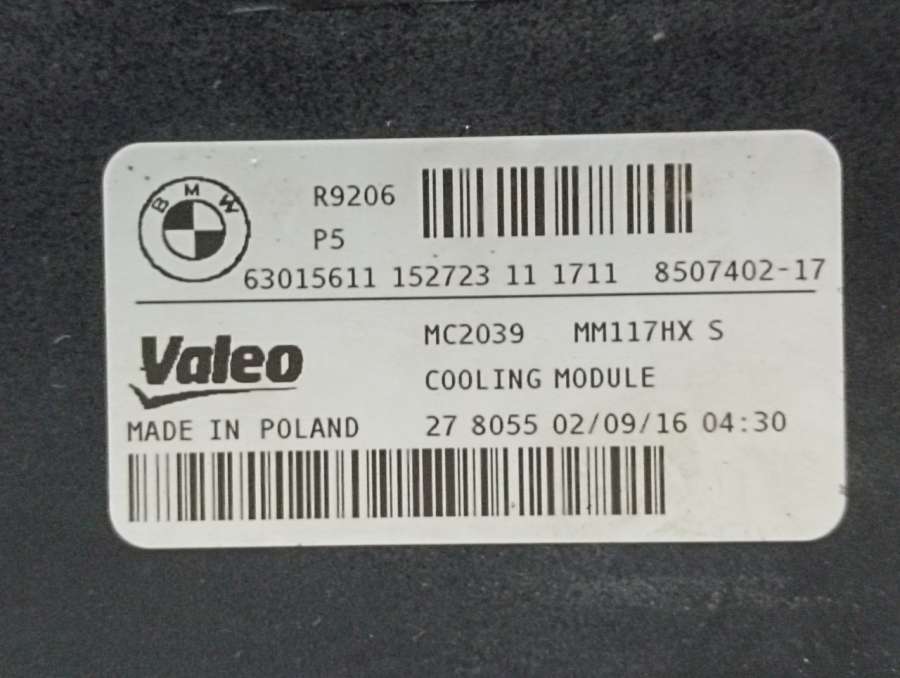 BMW
R9206
P5
63015611 152723 11 1711 8507402-17
Valeo
MC2039 MM117HX S
COOLING MODULE
MADE IN POLAND
27 8055 02/09/16 04:30